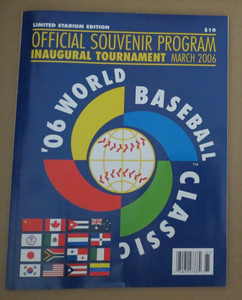 LIMITED STADIUM EDITION
$10
OFFICIAL SOUVENIR PROGRAM
INAUGURAL TOURNAMENT MARCH 2006
'06 WORLD BASEBALL CLASSIC
TM